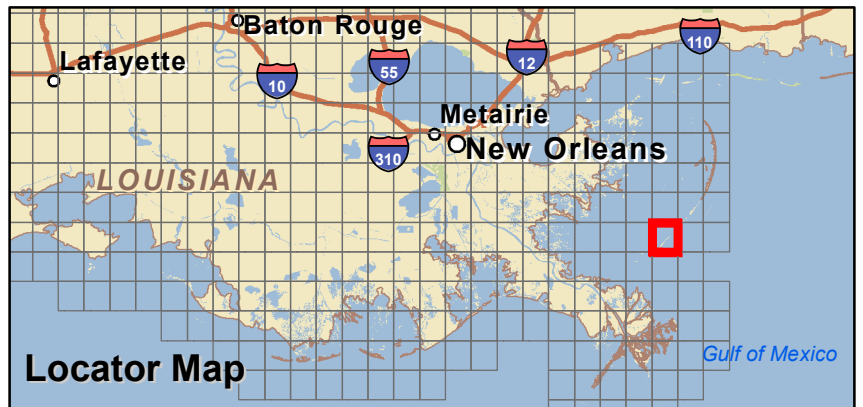 Baton Rouge
Lafayette
110
12
55
10
Metairie
New Orleans
310
LOUISIANA
Gulf of Mexico
Locator Map